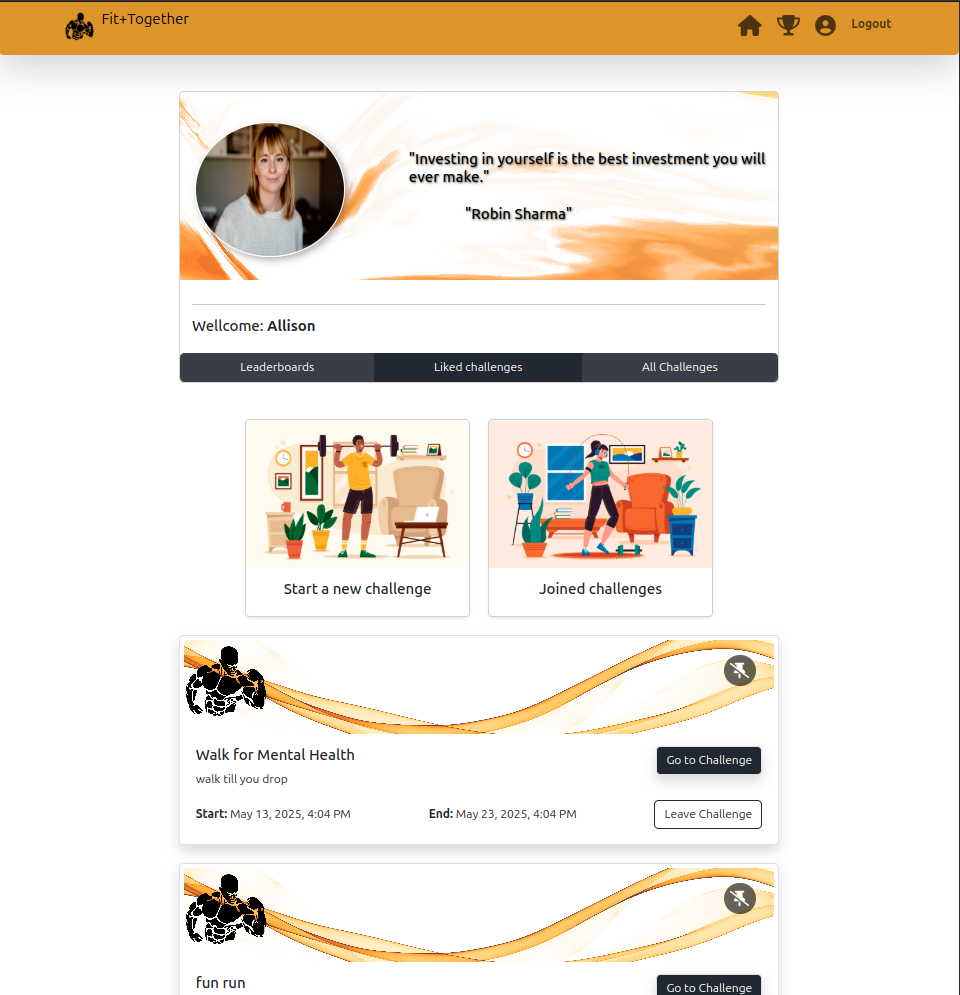 Fit+Together
Logout
"Investing in yourself is the best investment you will
ever make."
"Robin Sharma"
Wellcome: Allison
Leaderboards
Liked challenges
All Challenges
Start a new challenge
Joined challenges
Walk for Mental Health
Go to Challenge
walk till you drop
Start: May 13, 2025, 4:04 PM
End: May 23, 2025, 4:04 PM
Leave Challenge
fun run
Go to Challenge